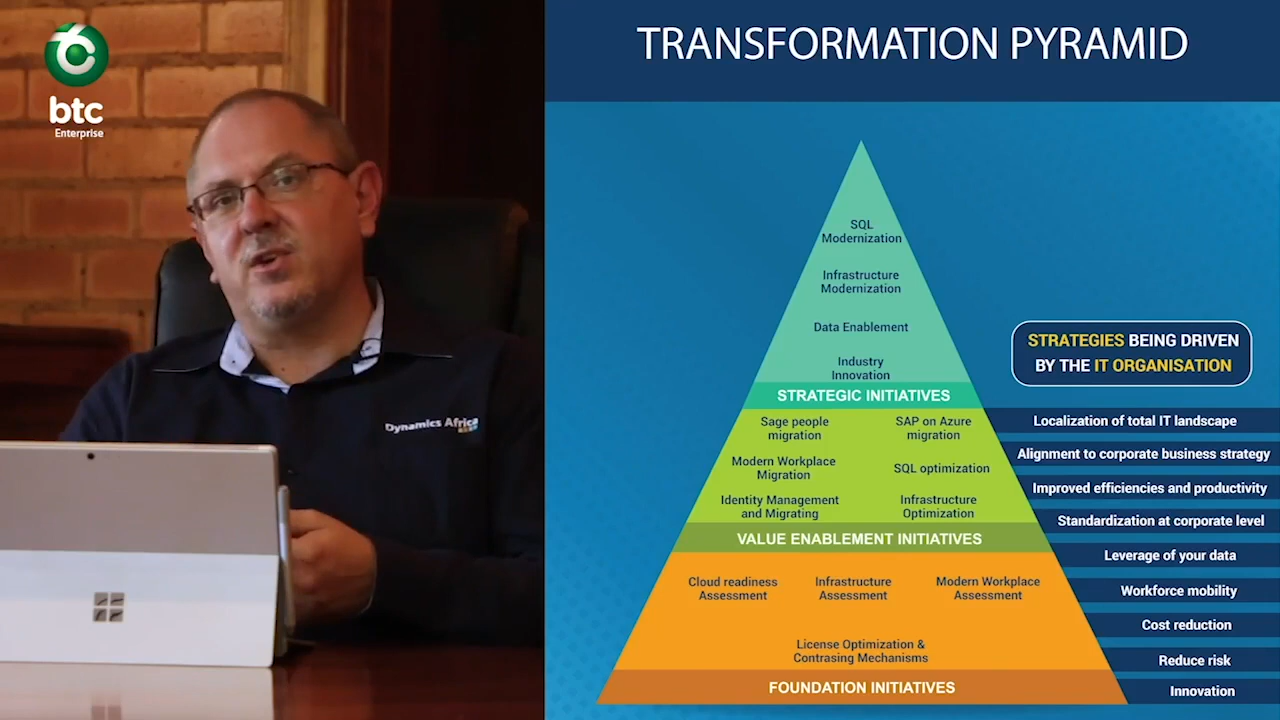 btc
Enterprise
Dynamics Africa
TRANSFORMATION PYRAMID
SQL
Modernization
Infrastructure
Modernization
Data Enablement
Industry
Innovation
STRATEGIC INITIATIVES
Sage people
migration
SAP on Azure
migration
Modern Workplace
Migration
SQL optimization
Identity Management
and Migrating
Infrastructure
Optimization
VALUE ENABLEMENT INITIATIVES
Cloud readiness
Assessment
Infrastructure
Assessment
Modern Workplace
Assessment
License Optimization &
Contrasing Mechanisms
FOUNDATION INITIATIVES
STRATEGIES BEING DRIVEN
BY THE IT ORGANISATION
Localization of total IT landscape
Alignment to corporate business strategy
Improved efficiencies and productivity
Standardization at corporate level
Leverage of your data
Workforce mobility
Cost reduction
Reduce risk
Innovation